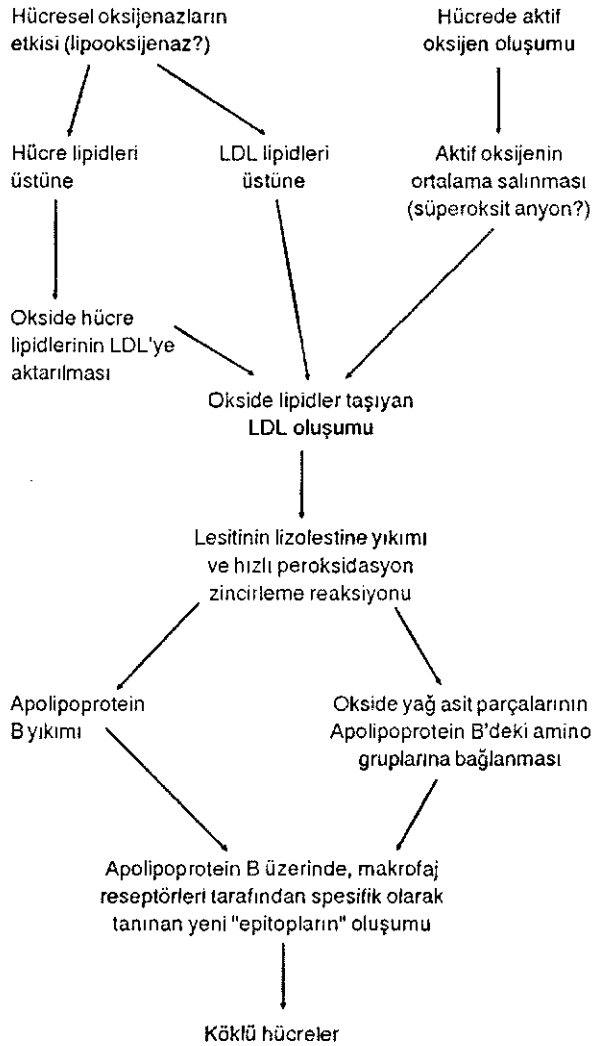 Hücresel oksijenazların
etkisi (lipooksijenaz?)
Hücrede aktif
oksijen oluşumu
Hücre lipidleri
üstüne
LDL lipidleri
üstüne
Aktif oksijenin
ortalama salınması
(süperoksit anyon?)
Okside hücre
lipidlerinin LDL'ye
aktarılması
Okside lipidler taşıyan
LDL oluşumu
Lesitinin lizolestine yıkımı
ve hızlı peroksidasyon
zincirleme reaksiyonu
Apolipoprotein
B yıkımı
Okside yağ asit parçalarının
Apolipoprotein B'deki amino
gruplarına bağlanması
Apolipoprotein B üzerinde, makrofaj
reseptörleri tarafından spesifik olarak
tanınan yeni "epitopların" oluşumu
Köklü hücreler